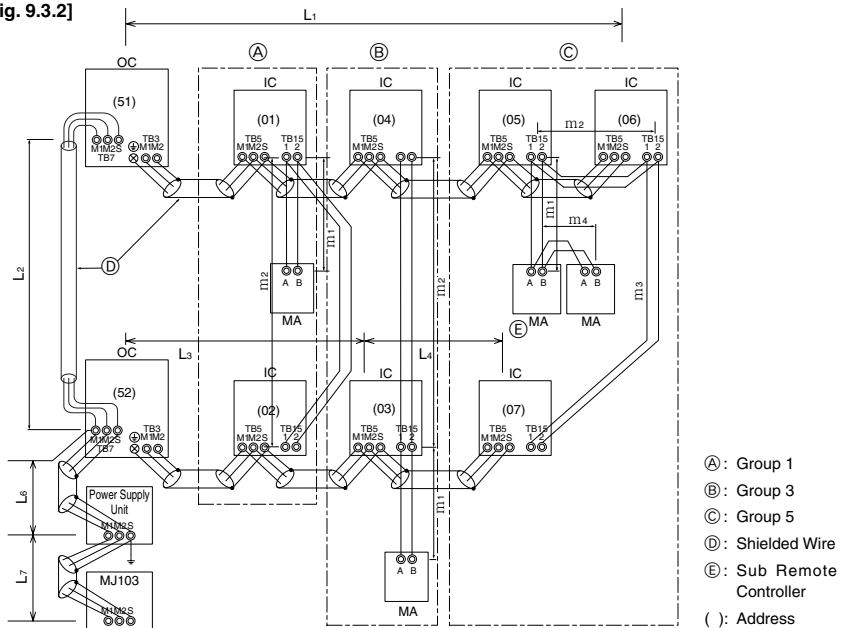 ig. 9.3.2]
L1
Ⓐ Ⓑ Ⓒ
OC
(51)
TB3
M1M2
M1M2S
TB7
IC
(01)
TB5
M1M2S
TB15
1 2
IC
(04)
TB5
M1M2S
IC
(05)
TB5
M1M2S
TB15
1 2
IC
(06)
TB5
M1M2S
TB15
1 2
m2
m1
m2
m1
m4
m2
m3
L2
Ⓓ
A B
MA
A B
MA
A B
MA
Ⓔ
L3
L4
OC
(52)
TB3
M1M2
M1M2S
TB7
IC
(02)
TB5
M1M2S
TB15
1 2
IC
(03)
TB5
M1M2S
TB15
1 2
IC
(07)
TB5
M1M2S
TB15
1 2
m1
L6
Power Supply
Unit
M1M2S
L7
MJ103
M1M2S
A B
MA
Ⓐ: Group 1
Ⓑ: Group 3
Ⓒ: Group 5
Ⓓ: Shielded Wire
Ⓔ: Sub Remote
Controller
( ): Address